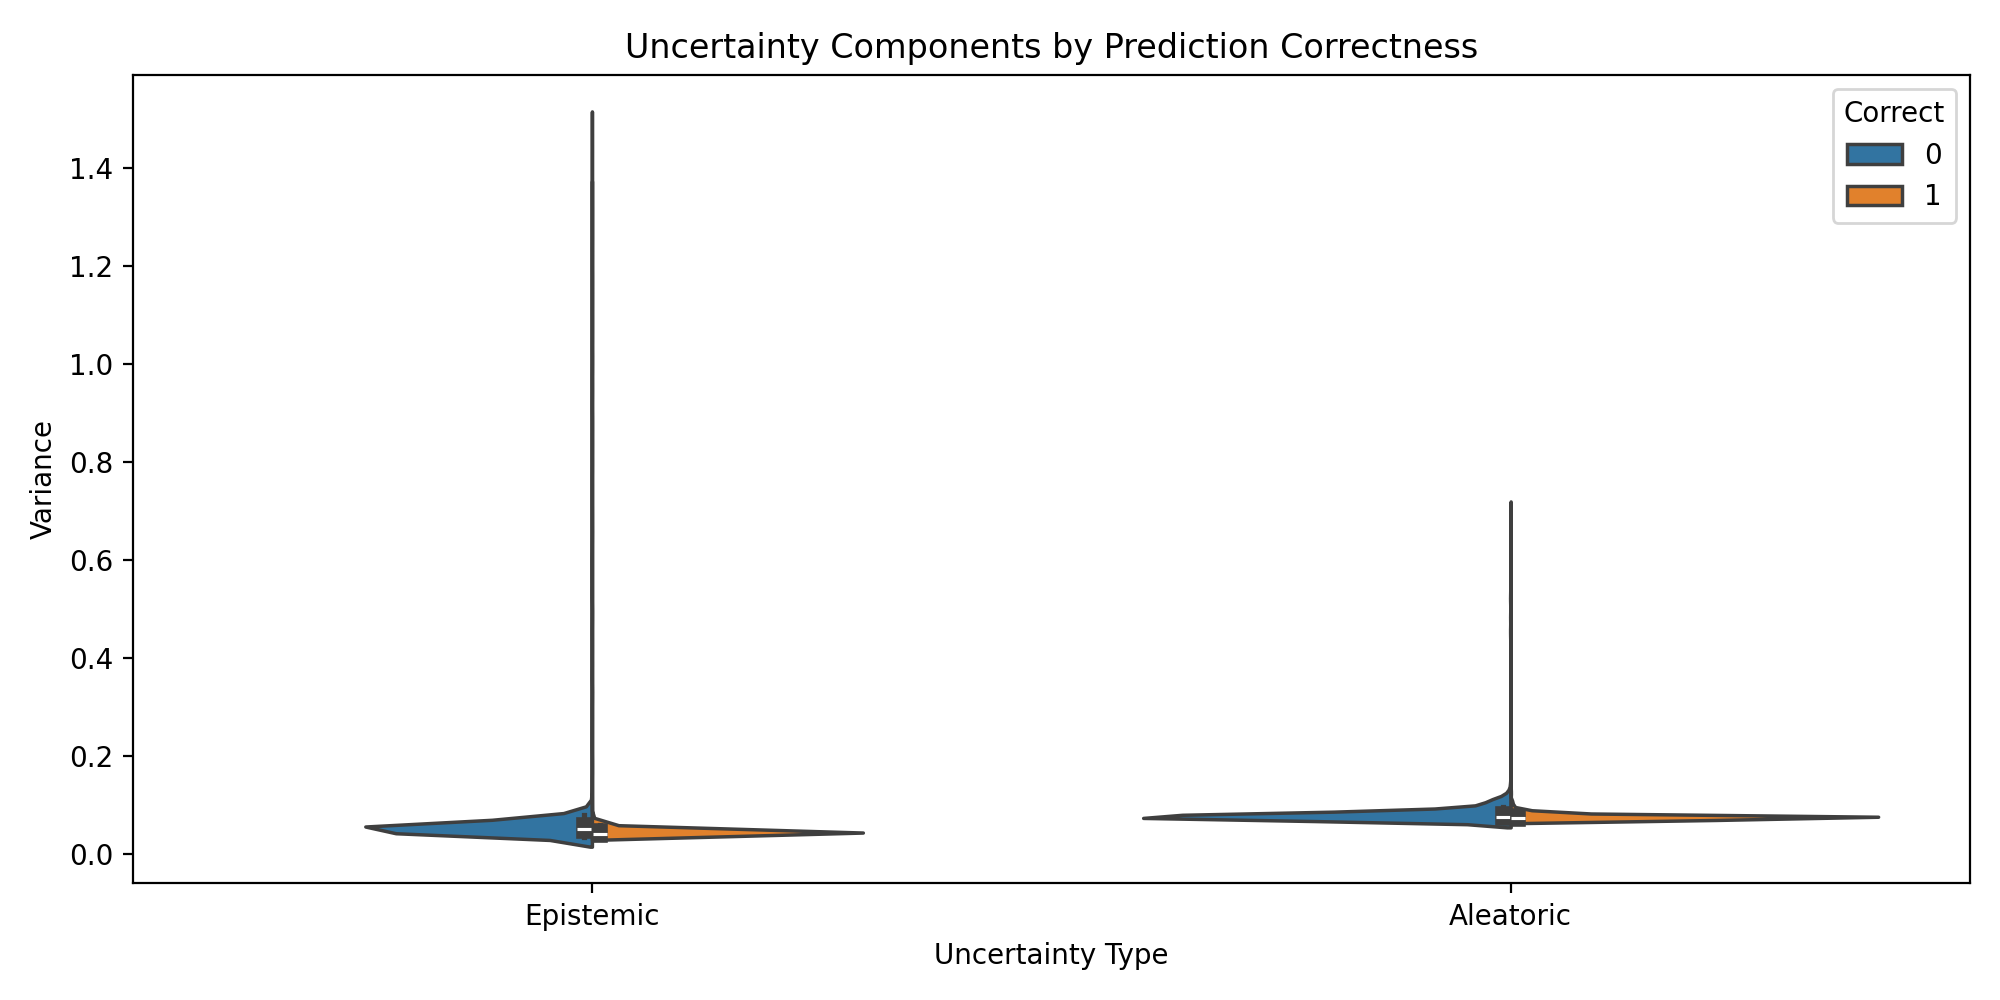 Uncertainty Components by Prediction Correctness
Correct
0
1
1.4
1.2
1.0
0.8
0.6
0.4
0.2
0.0
Variance
Epistemic
Aleatoric
Uncertainty Type